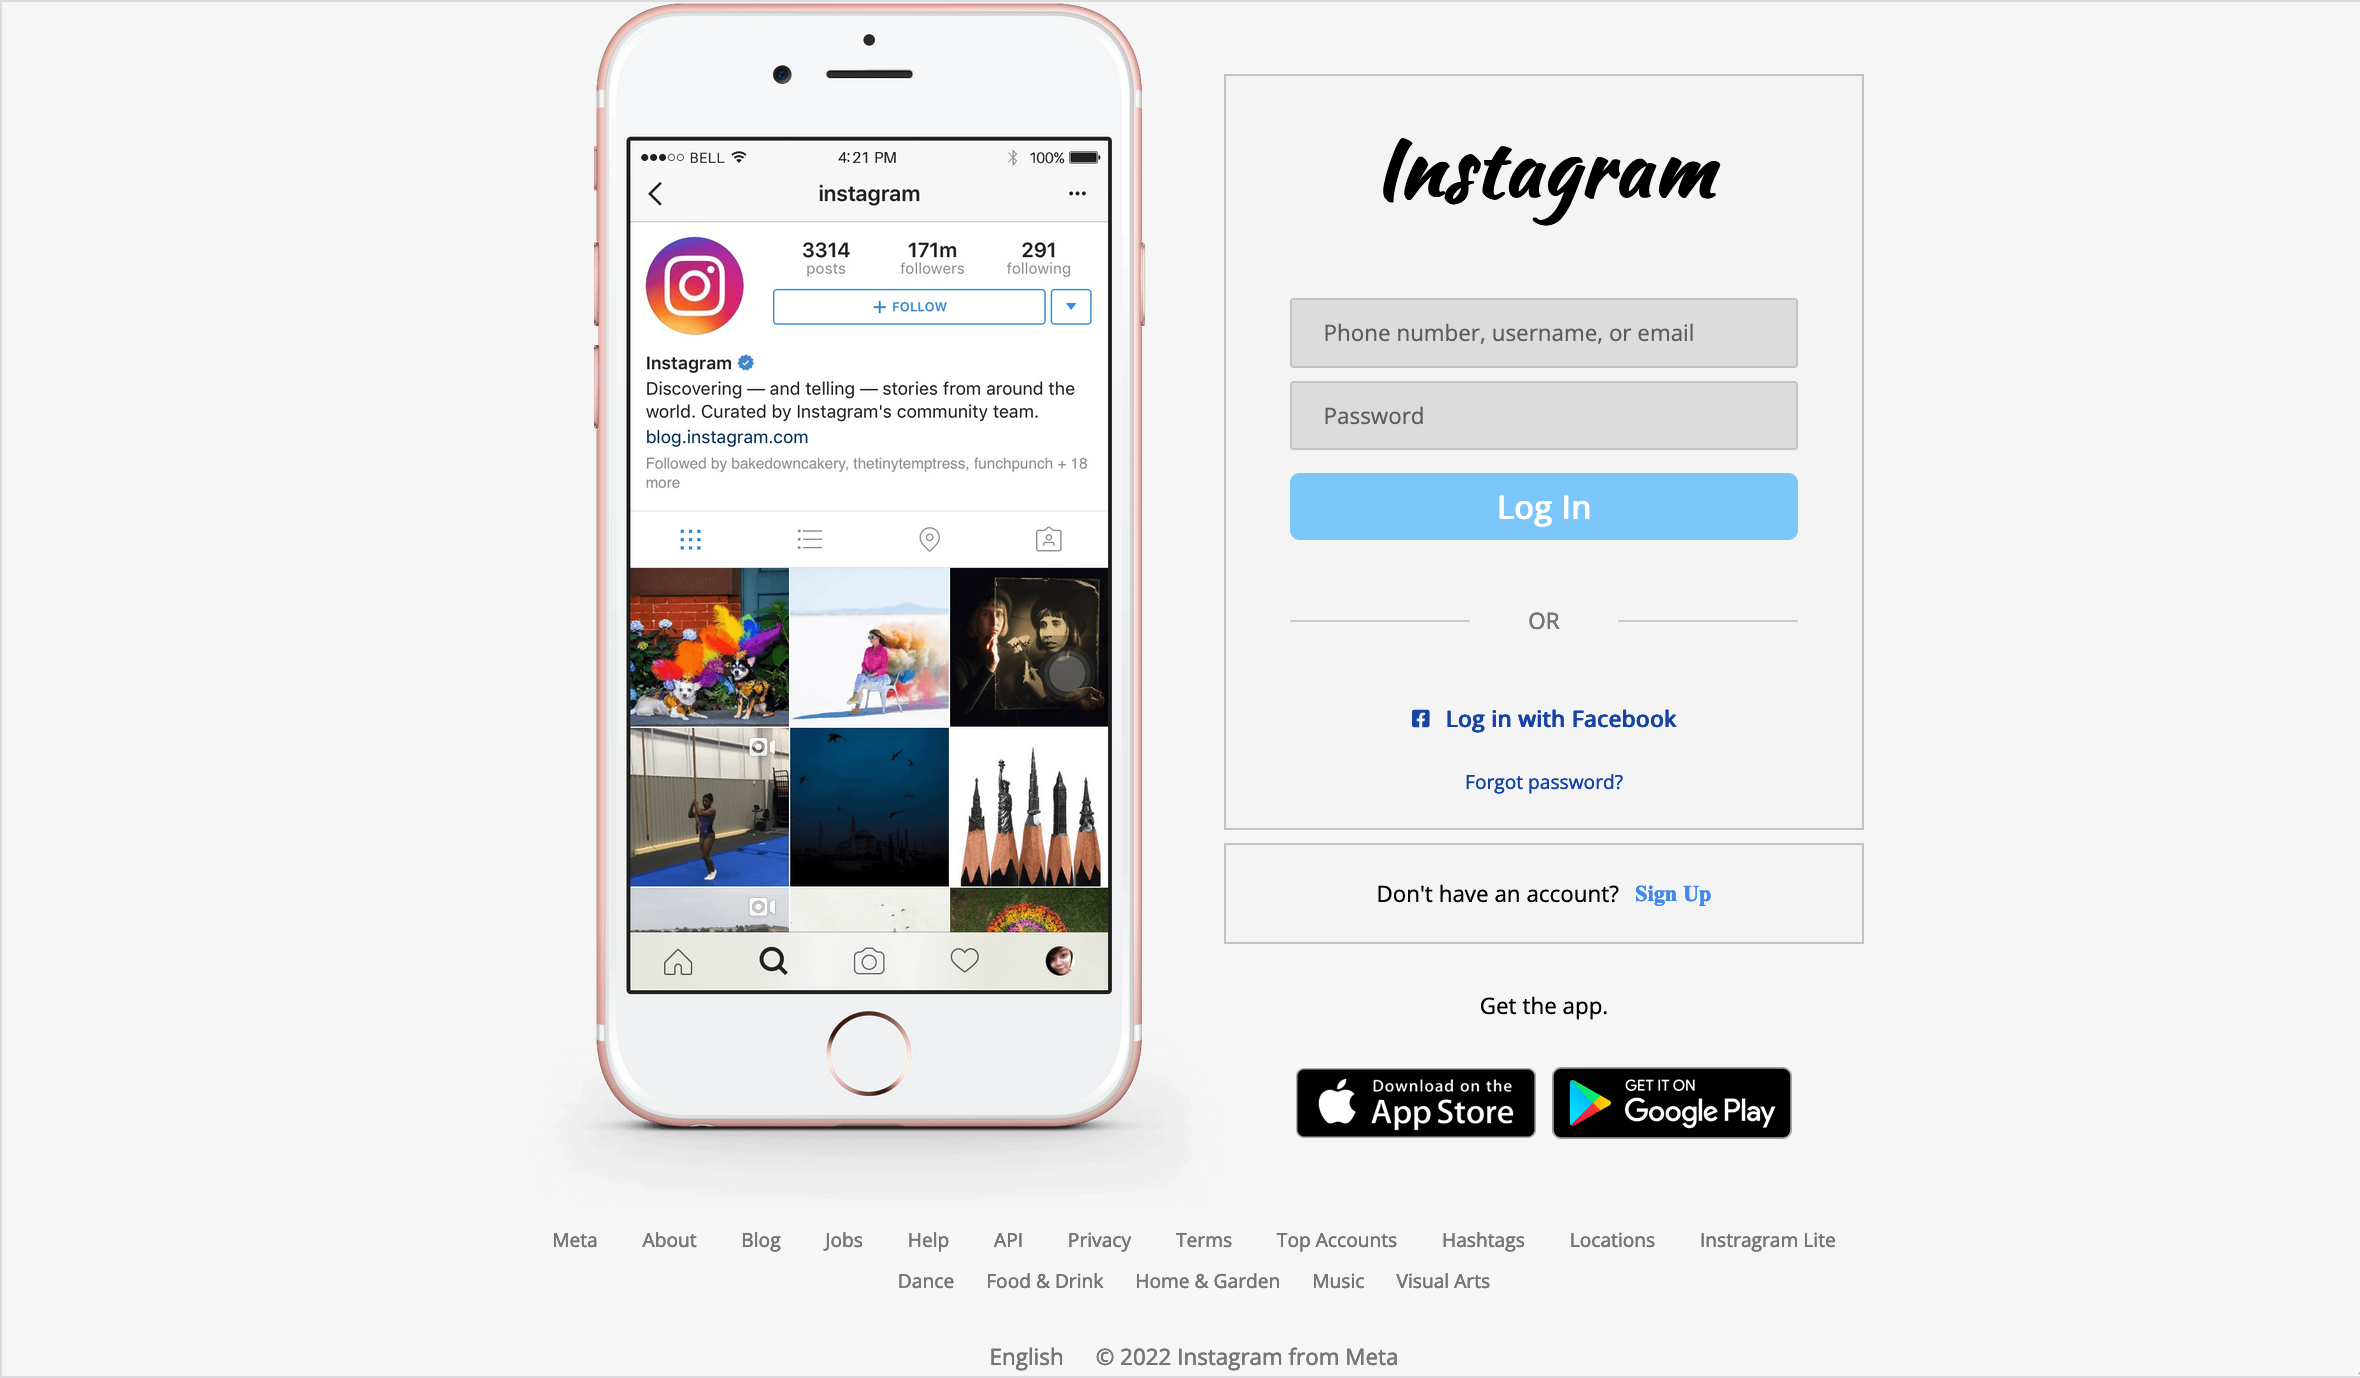 BELL 4:21 PM 100%
instagram
3314 171m 291
posts followers following
+ FOLLOW
Instagram
Discovering — and telling — stories from around the
world. Curated by Instagram's community team.
blog.instagram.com
Followed by bakedowncakery, thetinytemptress, funchpunch + 18
more
Instagram
Phone number, username, or email
Password
Log In
OR
Log in with Facebook
Forgot password?
Don't have an account? Sign Up
Get the app.
Download on the
App Store
GET IT ON
Google Play
Meta About Blog Jobs Help API Privacy Terms Top Accounts Hashtags Locations Instragram Lite
Dance Food & Drink Home & Garden Music Visual Arts
English © 2022 Instagram from Meta